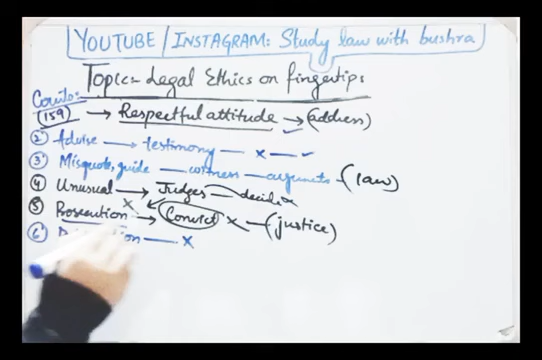 YOUTUBE | INSTAGRAM: Study law with bushra
Topic:- Legal Ethics on fingertips
Courts:-
(159) → Respectful attitude → (address)
② Advise → testimony — x — ✓
③ Misquote, guide — witness — arguments — (law)
④ Unusual → Judges — decide x
⑤ Prosecution x → Convict x — (justice)
⑥ — x